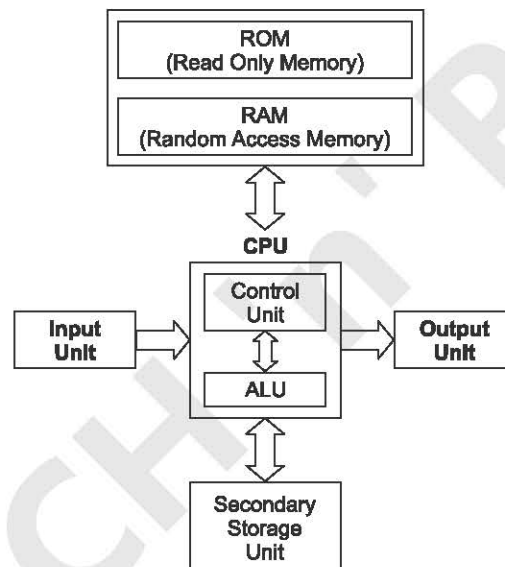 ROM
(Read Only Memory)
RAM
(Random Access Memory)
CPU
Control
Unit
Input
Unit
Output
Unit
ALU
Secondary
Storage
Unit